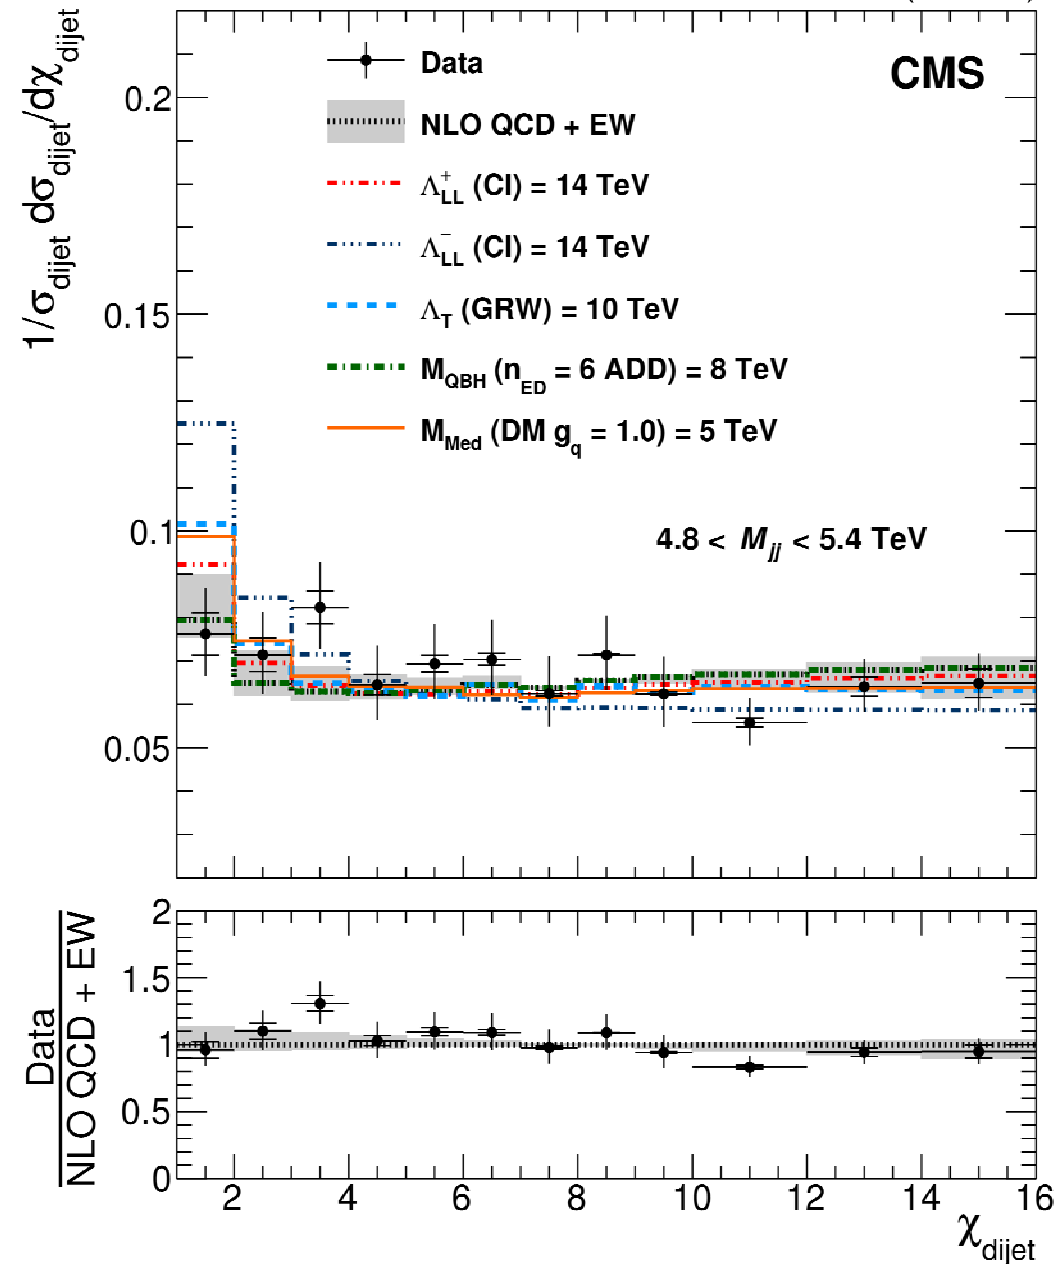 CMS
Data
NLO QCD + EW
Λ⁺LL (CI) = 14 TeV
Λ⁻LL (CI) = 14 TeV
ΛT (GRW) = 10 TeV
MQBH (nED = 6 ADD) = 8 TeV
MMed (DM gq = 1.0) = 5 TeV
4.8 < Mjj < 5.4 TeV
1/σdijet dσdijet/dχdijet
0.2
0.15
0.1
0.05
Data
NLO QCD + EW
2
1.5
1
0.5
0
2 4 6 8 10 12 14 16
χdijet